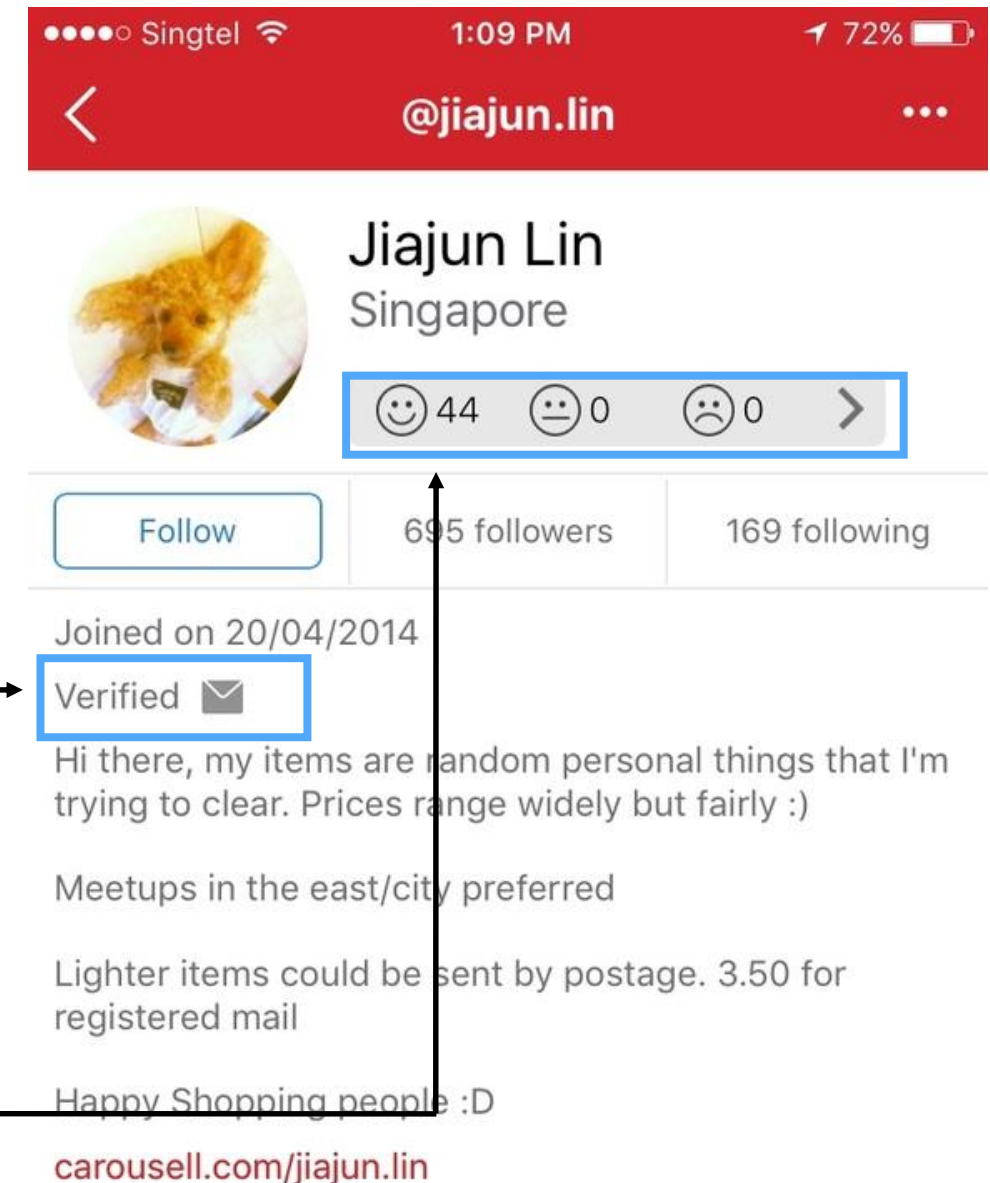 Singtel 1:09 PM 72%
@jiajun.lin
Jiajun Lin
Singapore
44 0 0
Follow 695 followers 169 following
Joined on 20/04/2014
Verified
Hi there, my items are random personal things that I'm
trying to clear. Prices range widely but fairly :)
Meetups in the east/city preferred
Lighter items could be sent by postage. 3.50 for
registered mail
Happy Shopping people :D
carousell.com/jiajun.lin